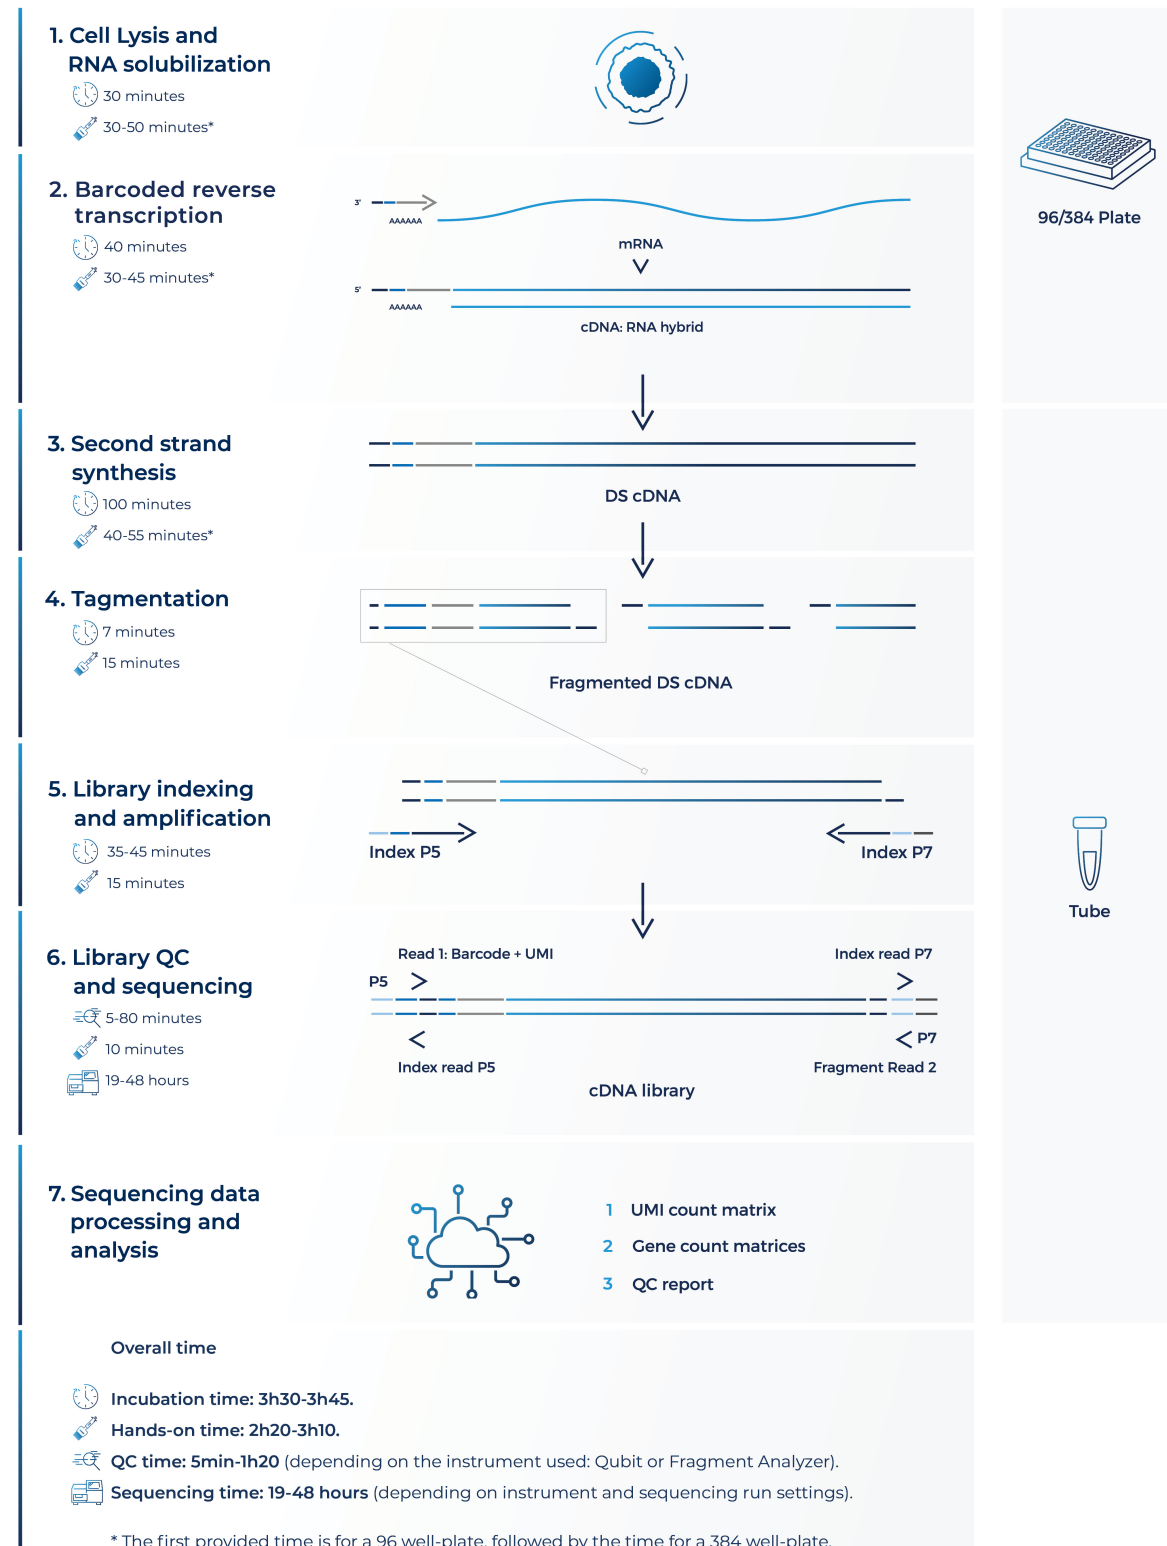 1. Cell Lysis and
RNA solubilization
30 minutes
30-50 minutes*
96/384 Plate
2. Barcoded reverse
transcription
40 minutes
30-45 minutes*
3'
AAAAAA
mRNA
5'
AAAAAA
cDNA: RNA hybrid
3. Second strand
synthesis
100 minutes
40-55 minutes*
DS cDNA
4. Tagmentation
7 minutes
15 minutes
Fragmented DS cDNA
5. Library indexing
and amplification
35-45 minutes
15 minutes
Index P5
Index P7
Tube
6. Library QC
and sequencing
5-80 minutes
10 minutes
19-48 hours
Read 1: Barcode + UMI
Index read P7
P5
P7
Index read P5
Fragment Read 2
cDNA library
7. Sequencing data
processing and
analysis
1 UMI count matrix
2 Gene count matrices
3 QC report
Overall time
Incubation time: 3h30-3h45.
Hands-on time: 2h20-3h10.
QC time: 5min-1h20 (depending on the instrument used: Qubit or Fragment Analyzer).
Sequencing time: 19-48 hours (depending on instrument and sequencing run settings).
* The first provided time is for a 96 well-plate, followed by the time for a 384 well-plate.